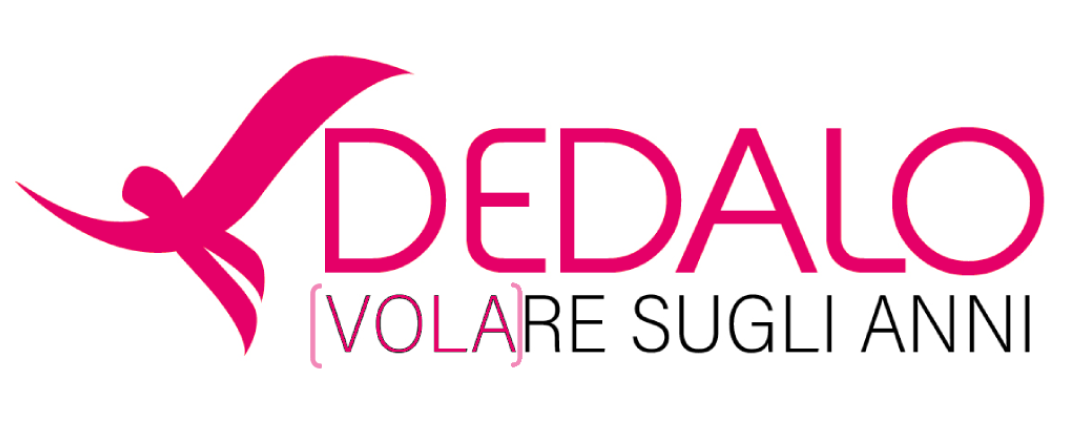 DEDALO
[VOLA]RE SUGLI ANNI